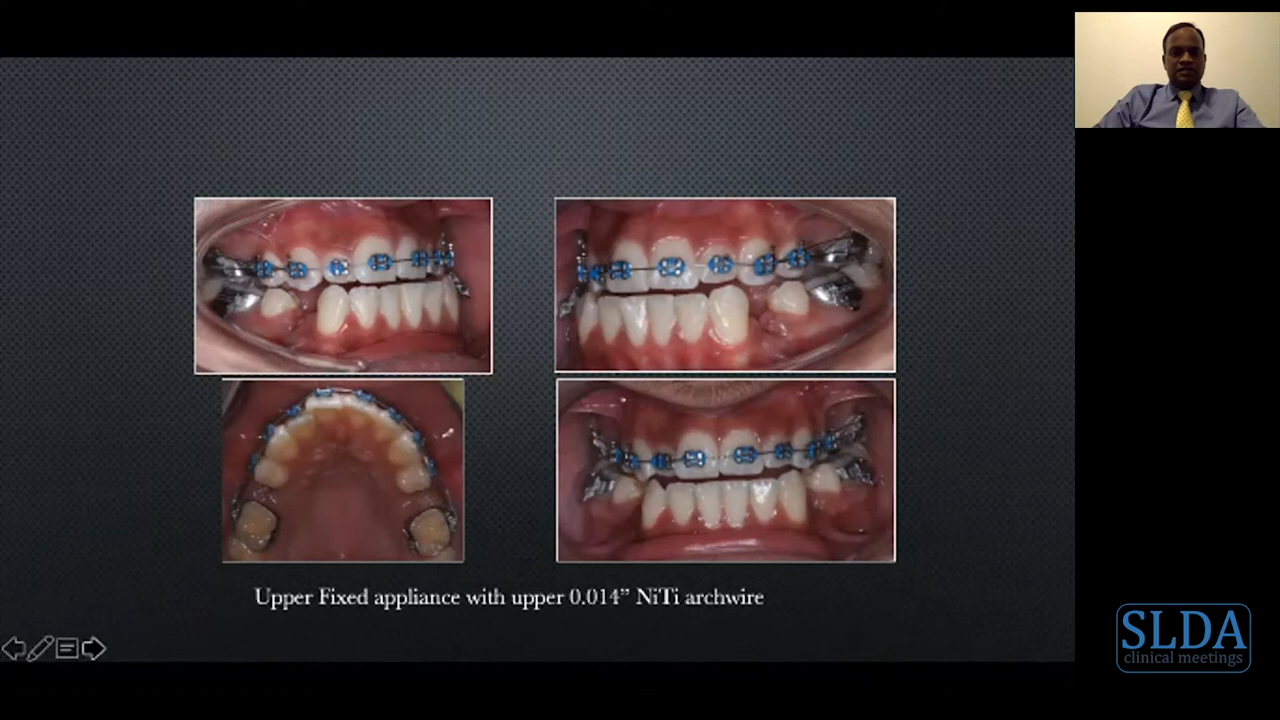 Upper Fixed appliance with upper 0.014” NiTi archwire
SLDA
clinical meetings